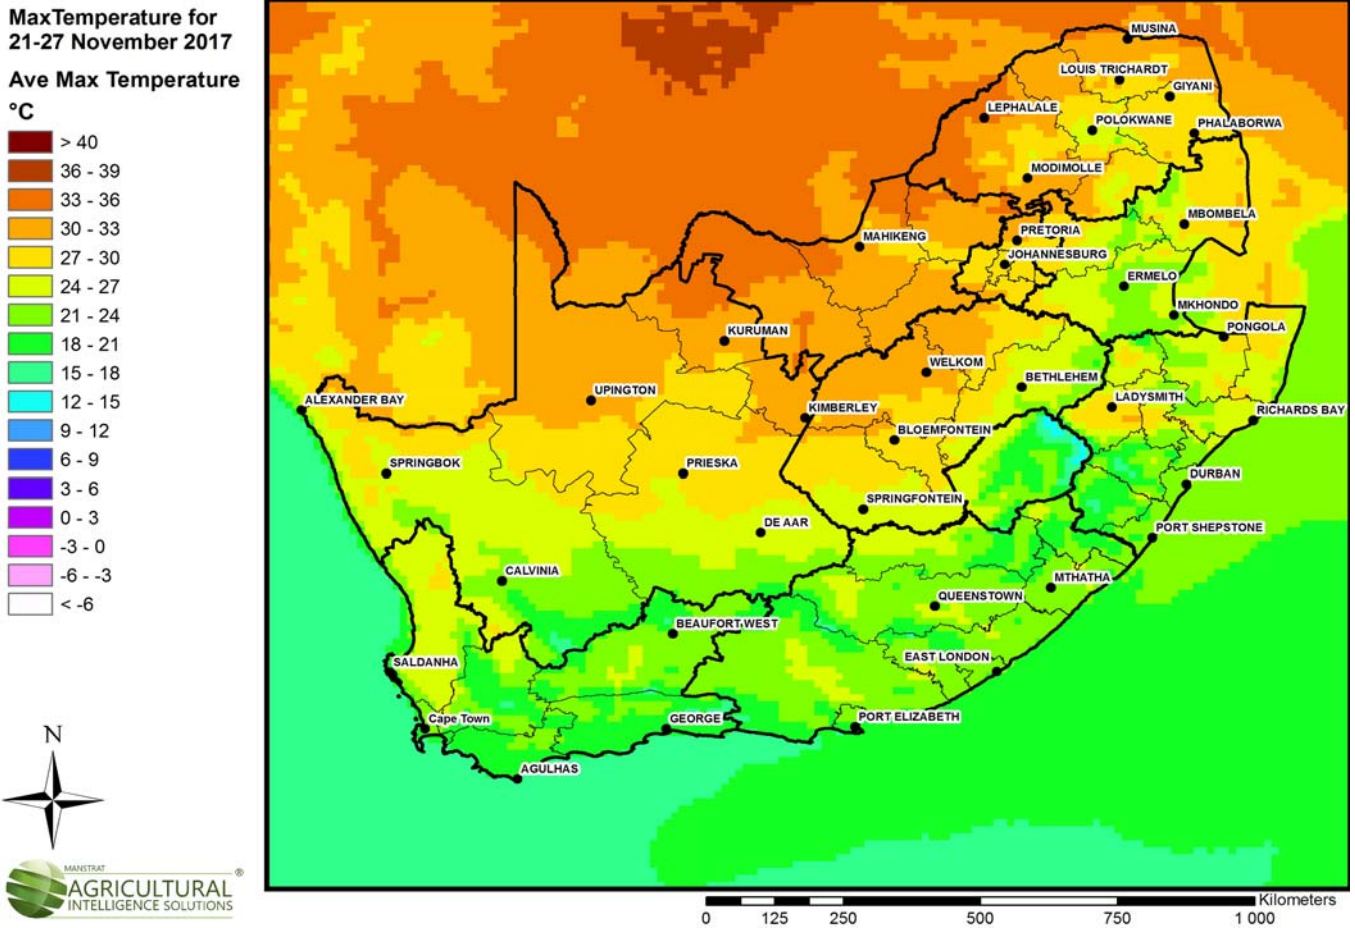 MaxTemperature for
21-27 November 2017
Ave Max Temperature
°C
> 40
36 - 39
33 - 36
30 - 33
27 - 30
24 - 27
21 - 24
18 - 21
15 - 18
12 - 15
9 - 12
6 - 9
3 - 6
0 - 3
-3 - 0
-6 - -3
< -6
N
MANSTRAT
AGRICULTURAL ®
INTELLIGENCE SOLUTIONS
MUSINA
LOUIS TRICHARDT
GIYANI
LEPHALALE
POLOKWANE
PHALABORWA
MODIMOLLE
MBOMBELA
PRETORIA
MAHIKENG
JOHANNESBURG
ERMELO
MKHONDO
PONGOLA
KURUMAN
WELKOM
BETHLEHEM
UPINGTON
LADYSMITH
ALEXANDER BAY
KIMBERLEY
RICHARDS BAY
BLOEMFONTEIN
SPRINGBOK
PRIESKA
DURBAN
SPRINGFONTEIN
DE AAR
PORT SHEPSTONE
CALVINIA
MTHATHA
QUEENSTOWN
BEAUFORT WEST
EAST LONDON
SALDANHA
Cape Town
GEORGE
PORT ELIZABETH
AGULHAS
Kilometers
0 125 250 500 750 1 000